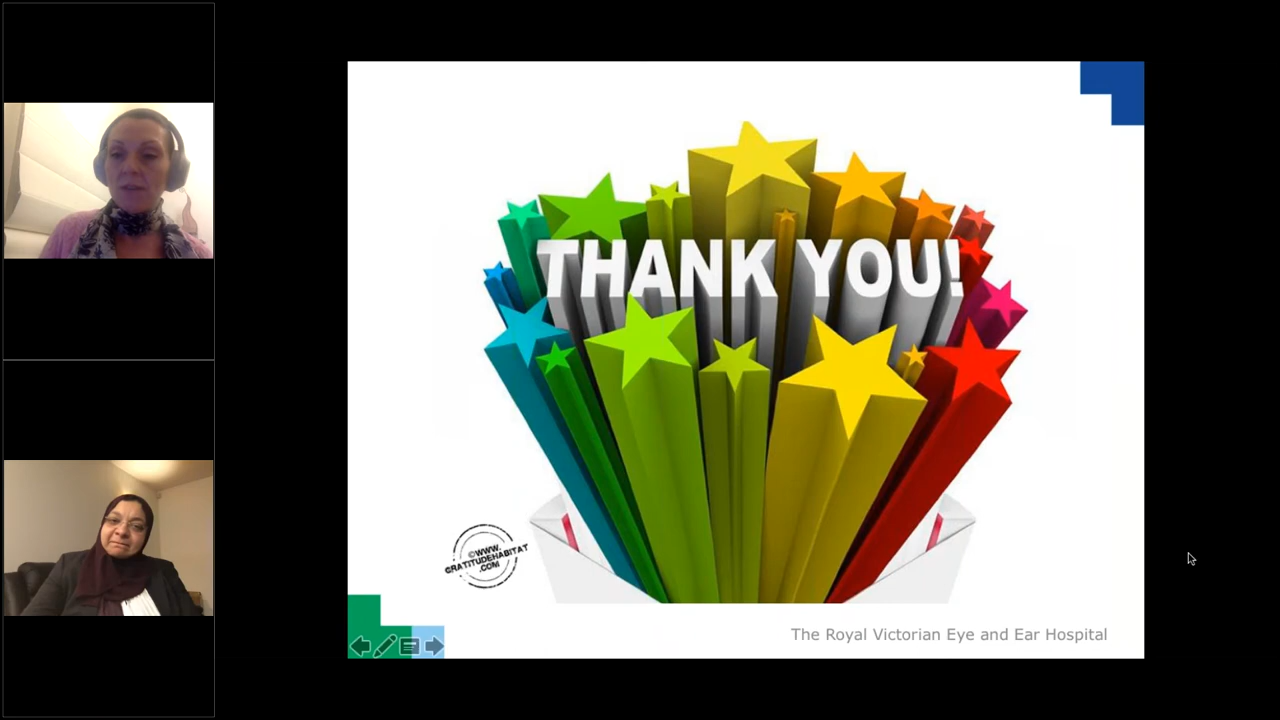 THANK YOU!
©WWW.
GRATITUDEHABITAT
.COM
The Royal Victorian Eye and Ear Hospital